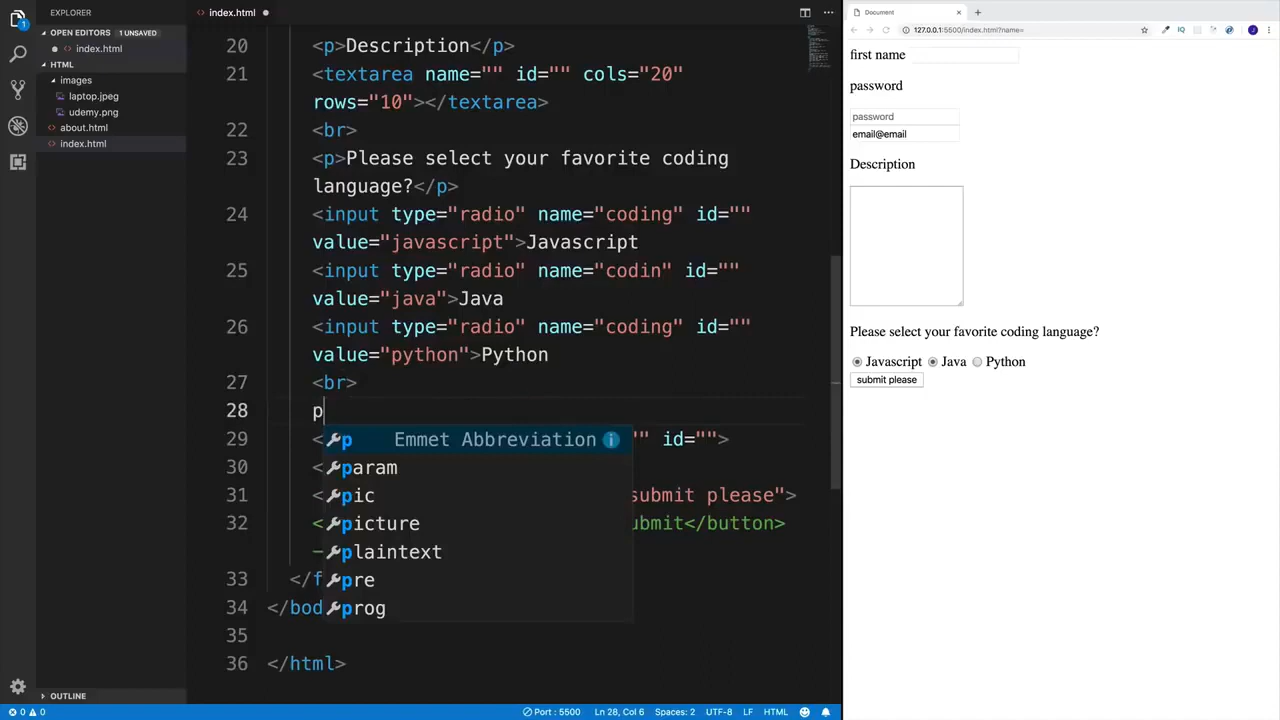 EXPLORER
OPEN EDITORS 1 UNSAVED
index.html
HTML
images
laptop.jpeg
udemy.png
about.html
index.html
OUTLINE
index.html
20 <p>Description</p>
21 <textarea name="" id="" cols="20"
rows="10"></textarea>
22 <br>
23 <p>Please select your favorite coding
language?</p>
24 <input type="radio" name="coding" id=""
value="javascript">Javascript
25 <input type="radio" name="codin" id=""
value="java">Java
26 <input type="radio" name="coding" id=""
value="python">Python
27 <br>
28 p
29 < " id="">
30 <
31 < submit please">
32 < ubmit</button>
33 </f
34 </bod
35
36 </html>
p Emmet Abbreviation
param
pic
picture
plaintext
pre
prog
0 0
Port : 5500 Ln 28, Col 6 Spaces: 2 UTF-8 LF HTML
Document
127.0.0.1:5500/index.html?name=
first name
password
password
email@email
Description
Please select your favorite coding language?
Javascript Java Python
submit please